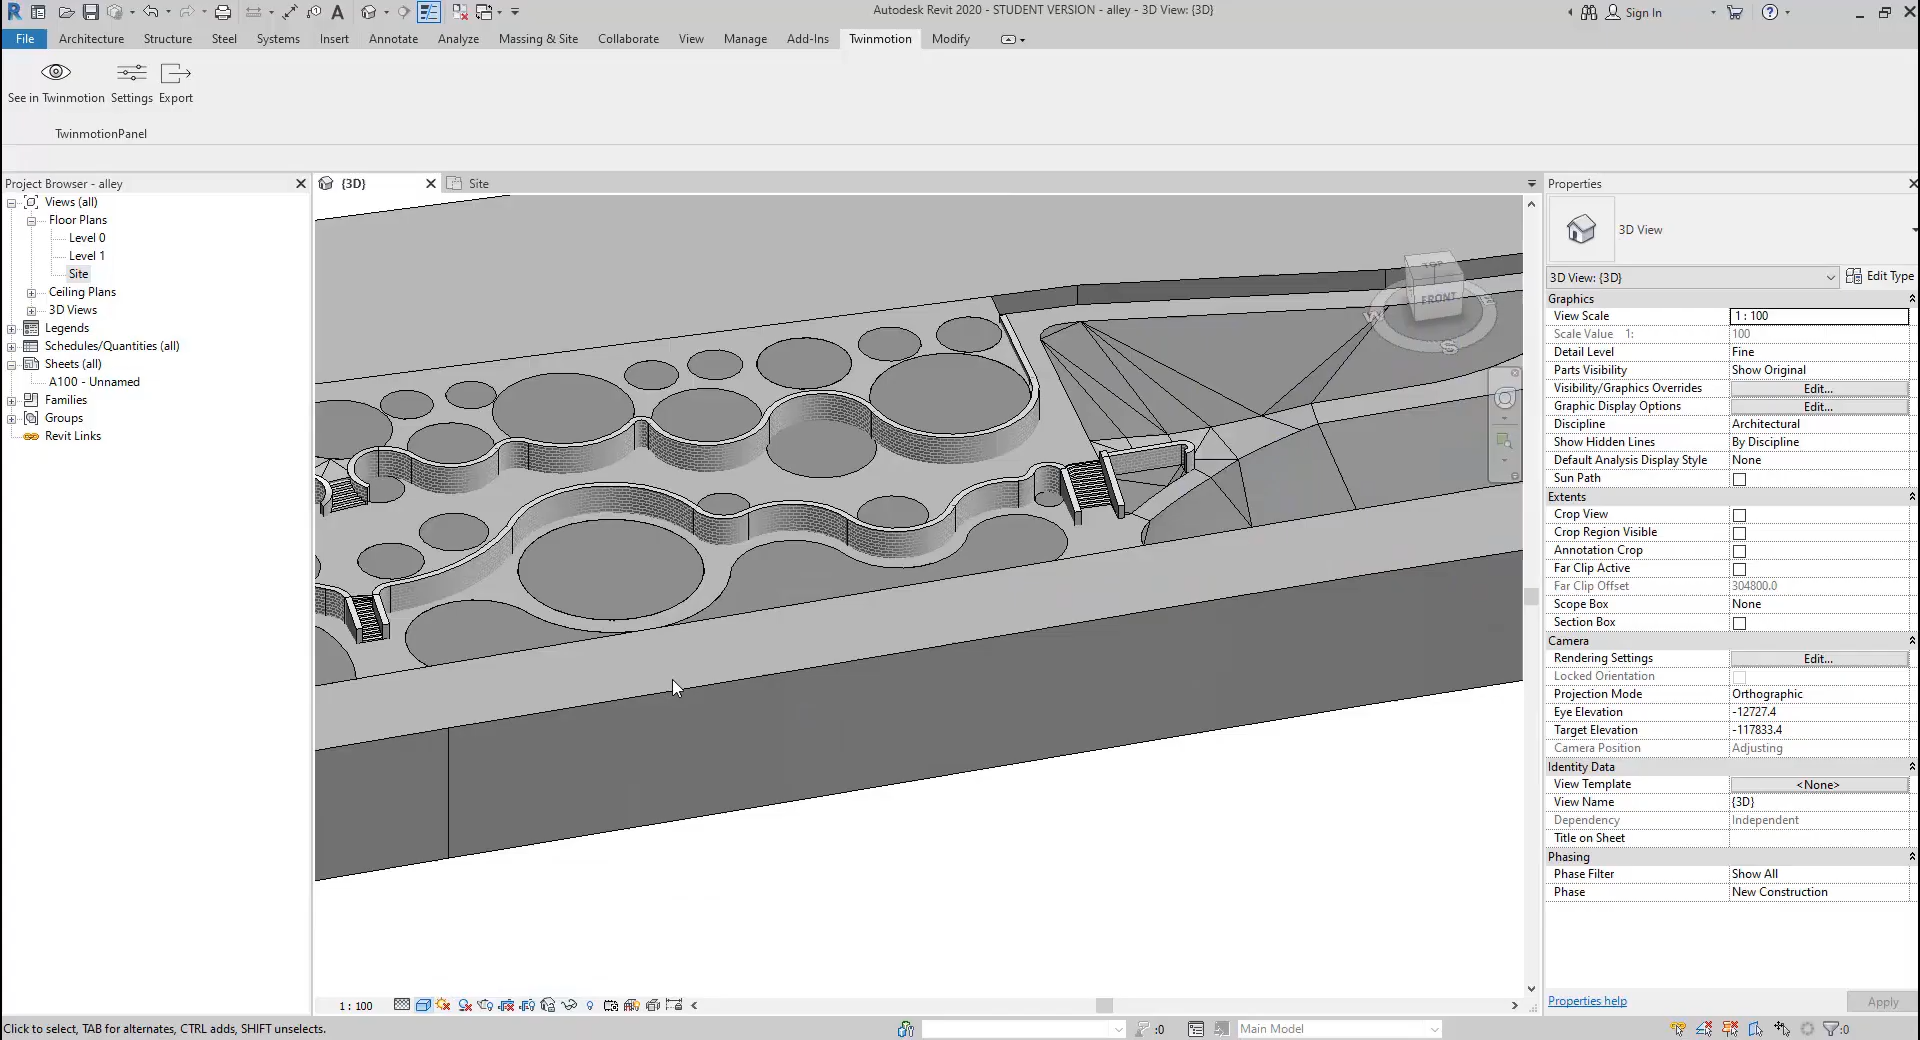 Autodesk Revit 2020 - STUDENT VERSION - alley - 3D View: {3D}
Sign In
File Architecture Structure Steel Systems Insert Annotate Analyze Massing & Site Collaborate View Manage Add-Ins Twinmotion Modify
See in Twinmotion Settings Export
TwinmotionPanel
Project Browser - alley
Views (all)
Floor Plans
Level 0
Level 1
Site
Ceiling Plans
3D Views
Legends
Schedules/Quantities (all)
Sheets (all)
A100 - Unnamed
Families
Groups
Revit Links
{3D}
Site
TOP
FRONT
W
S
E
1 : 100
Properties
3D View
3D View: {3D}
Edit Type
Graphics
View Scale 1 : 100
Scale Value 1: 100
Detail Level Fine
Parts Visibility Show Original
Visibility/Graphics Overrides Edit...
Graphic Display Options Edit...
Discipline Architectural
Show Hidden Lines By Discipline
Default Analysis Display Style None
Sun Path
Extents
Crop View
Crop Region Visible
Annotation Crop
Far Clip Active
Far Clip Offset 304800.0
Scope Box None
Section Box
Camera
Rendering Settings Edit...
Locked Orientation
Projection Mode Orthographic
Eye Elevation -12727.4
Target Elevation -117833.4
Camera Position Adjusting
Identity Data
View Template <None>
View Name {3D}
Dependency Independent
Title on Sheet
Phasing
Phase Filter Show All
Phase New Construction
Properties help
Apply
Click to select, TAB for alternates, CTRL adds, SHIFT unselects.
:0
Main Model
:0